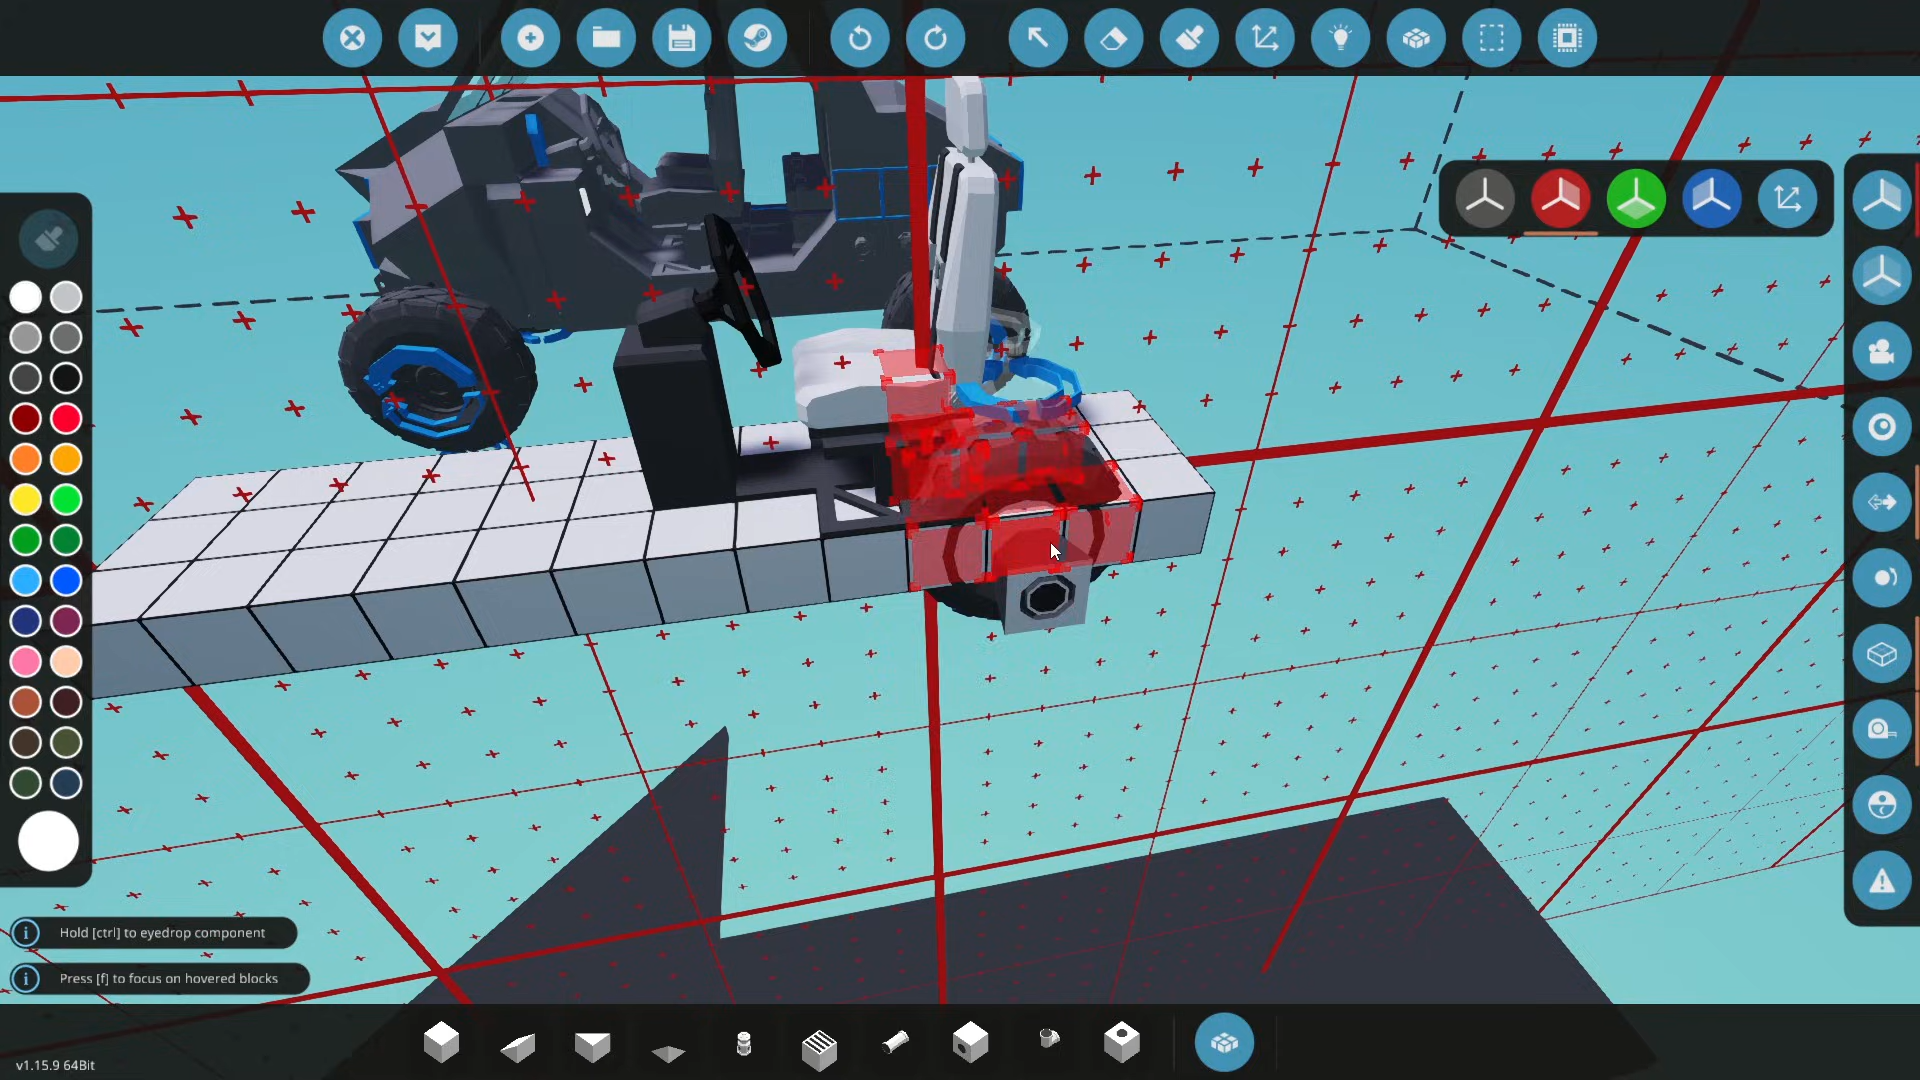 Hold [ctrl] to eyedrop component
Press [f] to focus on hovered blocks
v1.15.9 64Bit